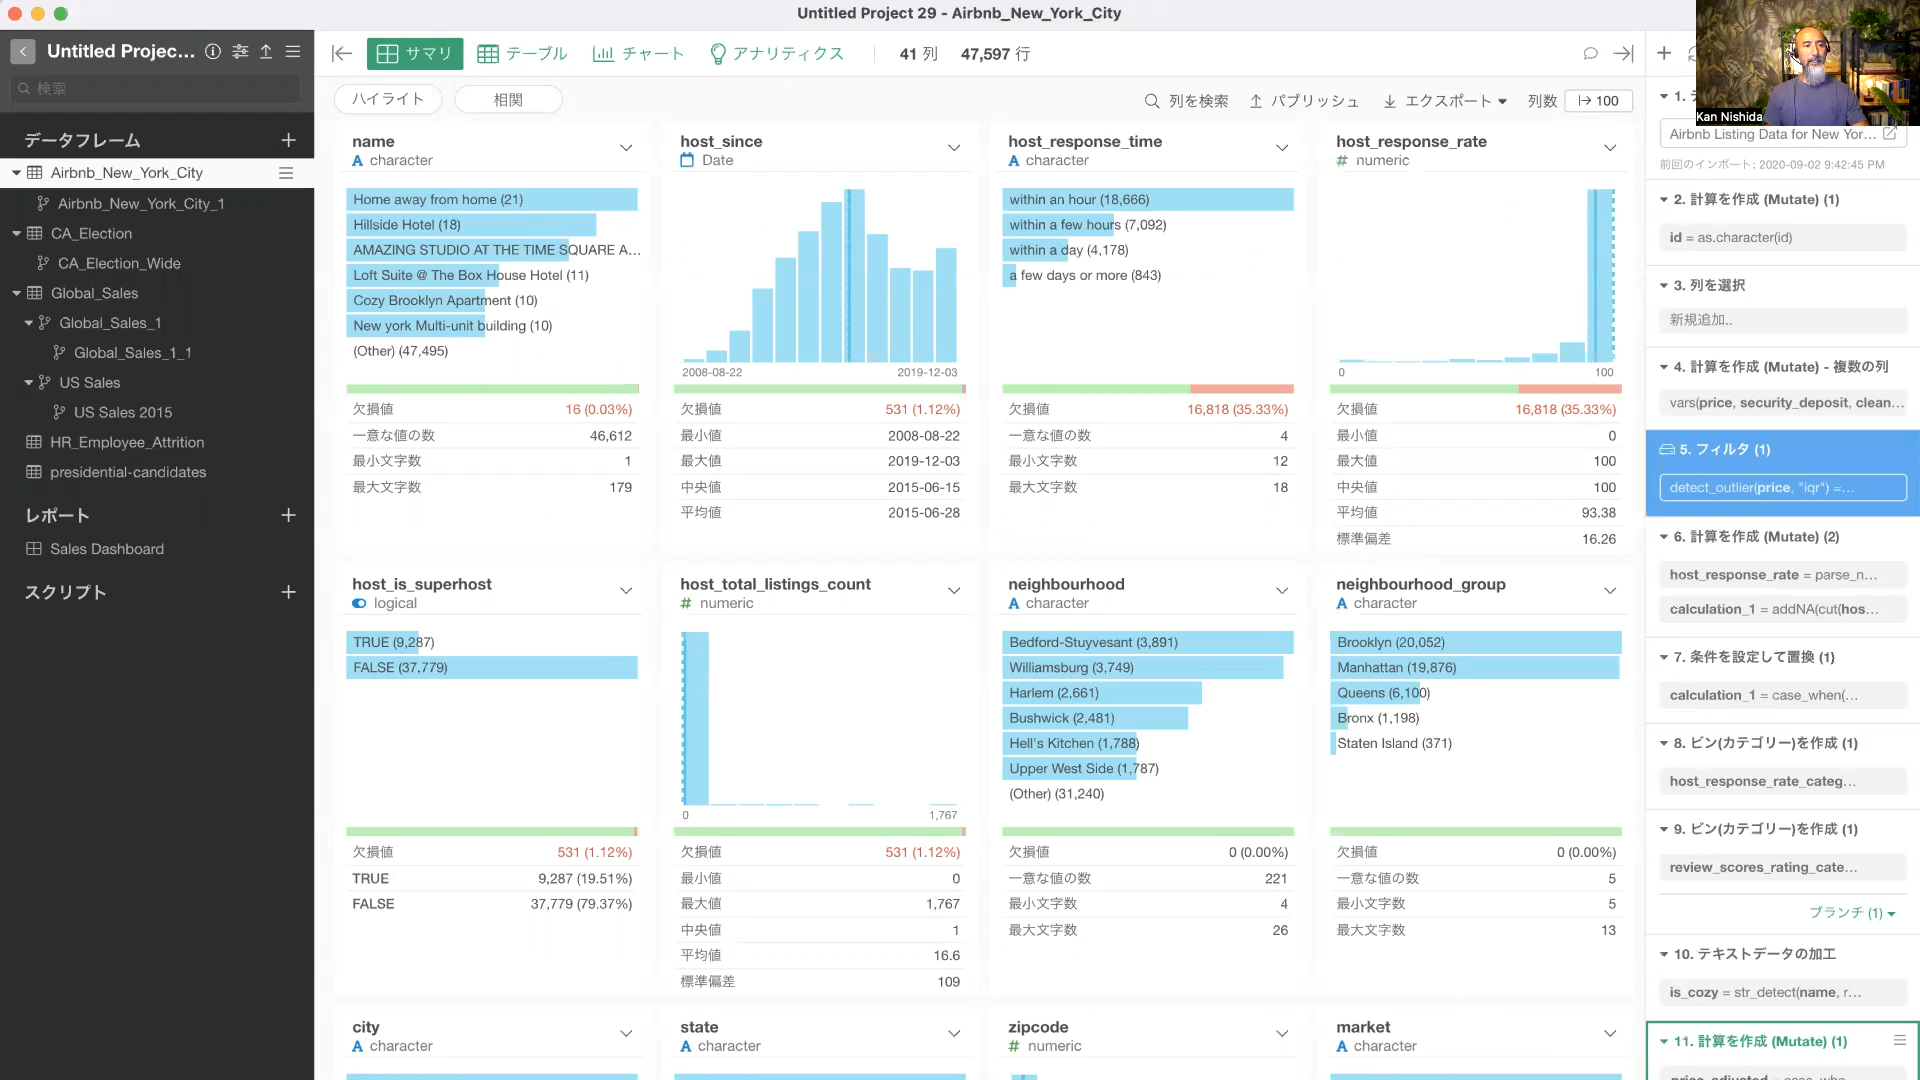 Untitled Project 29 - Airbnb_New_York_City
Untitled Projec...
検索
データフレーム
Airbnb_New_York_City
Airbnb_New_York_City_1
CA_Election
CA_Election_Wide
Global_Sales
Global_Sales_1
Global_Sales_1_1
US Sales
US Sales 2015
HR_Employee_Attrition
presidential-candidates
レポート
Sales Dashboard
スクリプト
サマリ
テーブル
チャート
アナリティクス
41 列
47,597 行
ハイライト
相関
列を検索
パブリッシュ
エクスポート
列数
100
name
character
Home away from home (21)
Hillside Hotel (18)
AMAZING STUDIO AT THE TIME SQUARE A...
Loft Suite @ The Box House Hotel (11)
Cozy Brooklyn Apartment (10)
New york Multi-unit building (10)
(Other) (47,495)
欠損値 16 (0.03%)
一意な値の数 46,612
最小文字数 1
最大文字数 179
host_since
Date
2008-08-22 2019-12-03
欠損値 531 (1.12%)
最小値 2008-08-22
最大値 2019-12-03
中央値 2015-06-15
平均値 2015-06-28
host_response_time
character
within an hour (18,666)
within a few hours (7,092)
within a day (4,178)
a few days or more (843)
欠損値 16,818 (35.33%)
一意な値の数 4
最小文字数 12
最大文字数 18
host_response_rate
numeric
0 100
欠損値 16,818 (35.33%)
最小値 0
最大値 100
中央値 100
平均値 93.38
標準偏差 16.26
host_is_superhost
logical
TRUE (9,287)
FALSE (37,779)
欠損値 531 (1.12%)
TRUE 9,287 (19.51%)
FALSE 37,779 (79.37%)
host_total_listings_count
numeric
0 1,767
欠損値 531 (1.12%)
最小値 0
最大値 1,767
中央値 1
平均値 16.6
標準偏差 109
neighbourhood
character
Bedford-Stuyvesant (3,891)
Williamsburg (3,749)
Harlem (2,661)
Bushwick (2,481)
Hell's Kitchen (1,788)
Upper West Side (1,787)
(Other) (31,240)
欠損値 0 (0.00%)
一意な値の数 221
最小文字数 4
最大文字数 26
neighbourhood_group
character
Brooklyn (20,052)
Manhattan (19,876)
Queens (6,100)
Bronx (1,198)
Staten Island (371)
欠損値 0 (0.00%)
一意な値の数 5
最小文字数 5
最大文字数 13
city
character
state
character
zipcode
numeric
market
character
Kan Nishida
1.
Airbnb Listing Data for New Yor...
前回のインポート: 2020-09-02 9:42:45 PM
2. 計算を作成 (Mutate) (1)
id = as.character(id)
3. 列を選択
新規追加..
4. 計算を作成 (Mutate) - 複数の列
vars(price, security_deposit, clean...
5. フィルタ (1)
detect_outlier(price, "iqr") =...
6. 計算を作成 (Mutate) (2)
host_response_rate = parse_n...
calculation_1 = addNA(cut(hos...
7. 条件を設定して置換 (1)
calculation_1 = case_when(...
8. ビン(カテゴリー)を作成 (1)
host_response_rate_categ...
9. ビン(カテゴリー)を作成 (1)
review_scores_rating_cate...
ブランチ (1)
10. テキストデータの加工
is_cozy = str_detect(name, r...
11. 計算を作成 (Mutate) (1)